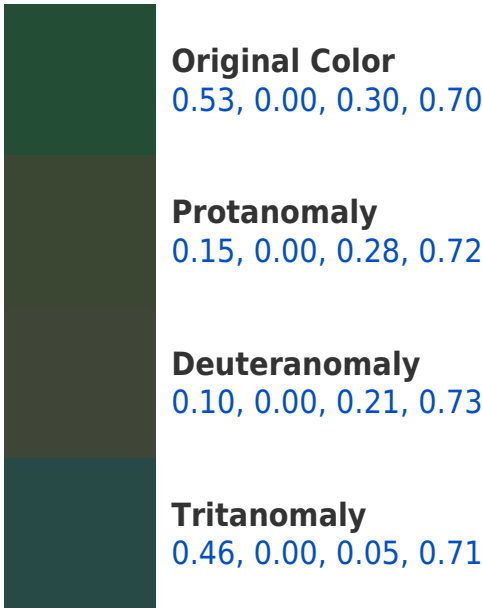 Original Color
0.53, 0.00, 0.30, 0.70
Protanomaly
0.15, 0.00, 0.28, 0.72
Deuteranomaly
0.10, 0.00, 0.21, 0.73
Tritanomaly
0.46, 0.00, 0.05, 0.71